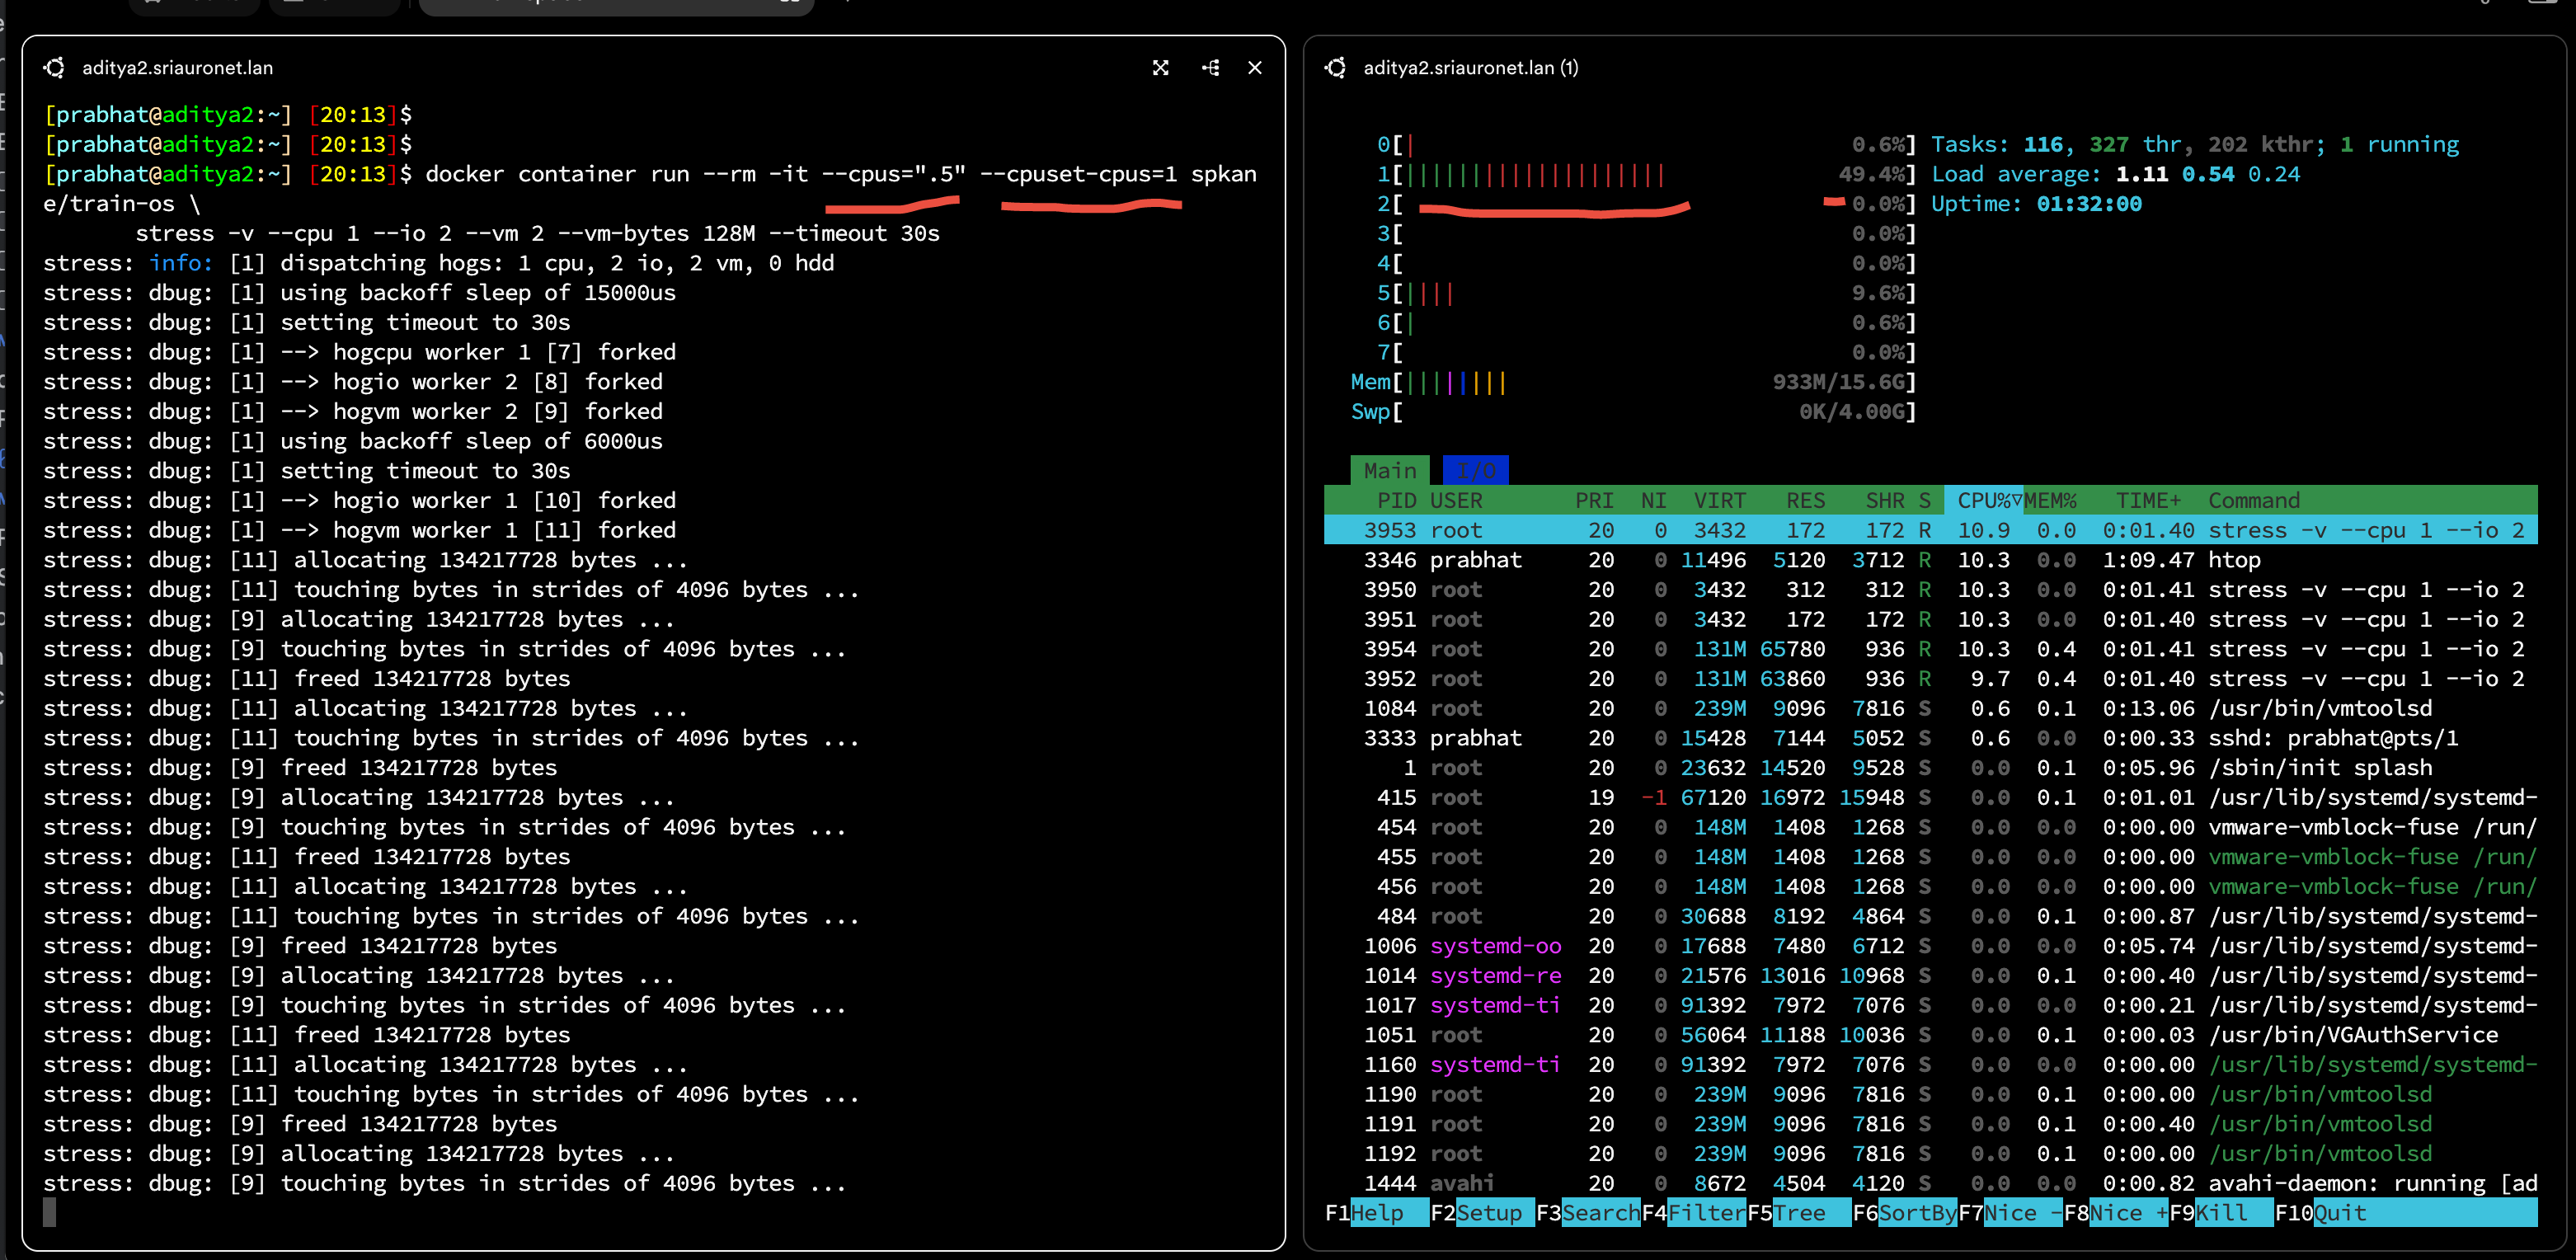 aditya2.sriauronet.lan
[prabhat@aditya2:~] [20:13]$
[prabhat@aditya2:~] [20:13]$
[prabhat@aditya2:~] [20:13]$ docker container run --rm -it --cpus=".5" --cpuset-cpus=1 spkan
e/train-os \
stress -v --cpu 1 --io 2 --vm 2 --vm-bytes 128M --timeout 30s
stress: info: [1] dispatching hogs: 1 cpu, 2 io, 2 vm, 0 hdd
stress: dbug: [1] using backoff sleep of 15000us
stress: dbug: [1] setting timeout to 30s
stress: dbug: [1] --> hogcpu worker 1 [7] forked
stress: dbug: [1] --> hogio worker 2 [8] forked
stress: dbug: [1] --> hogvm worker 2 [9] forked
stress: dbug: [1] using backoff sleep of 6000us
stress: dbug: [1] setting timeout to 30s
stress: dbug: [1] --> hogio worker 1 [10] forked
stress: dbug: [1] --> hogvm worker 1 [11] forked
stress: dbug: [11] allocating 134217728 bytes ...
stress: dbug: [11] touching bytes in strides of 4096 bytes ...
stress: dbug: [9] allocating 134217728 bytes ...
stress: dbug: [9] touching bytes in strides of 4096 bytes ...
stress: dbug: [11] freed 134217728 bytes
stress: dbug: [11] allocating 134217728 bytes ...
stress: dbug: [11] touching bytes in strides of 4096 bytes ...
stress: dbug: [9] freed 134217728 bytes
stress: dbug: [9] allocating 134217728 bytes ...
stress: dbug: [9] touching bytes in strides of 4096 bytes ...
stress: dbug: [11] freed 134217728 bytes
stress: dbug: [11] allocating 134217728 bytes ...
stress: dbug: [11] touching bytes in strides of 4096 bytes ...
stress: dbug: [9] freed 134217728 bytes
stress: dbug: [9] allocating 134217728 bytes ...
stress: dbug: [9] touching bytes in strides of 4096 bytes ...
stress: dbug: [11] freed 134217728 bytes
stress: dbug: [11] allocating 134217728 bytes ...
stress: dbug: [11] touching bytes in strides of 4096 bytes ...
stress: dbug: [9] freed 134217728 bytes
stress: dbug: [9] allocating 134217728 bytes ...
stress: dbug: [9] touching bytes in strides of 4096 bytes ...
aditya2.sriauronet.lan (1)
0[| 0.6%] Tasks: 116, 327 thr, 202 kthr; 1 running
1[|||||||||||||||||||| 49.4%] Load average: 1.11 0.54 0.24
2[ 0.0%] Uptime: 01:32:00
3[ 0.0%]
4[ 0.0%]
5[|||| 9.6%]
6[| 0.6%]
7[ 0.0%]
Mem[|||||||| 933M/15.6G]
Swp[ 0K/4.00G]
Main I/O
PID USER PRI NI VIRT RES SHR S CPU%▽MEM% TIME+ Command
3953 root 20 0 3432 172 172 R 10.9 0.0 0:01.40 stress -v --cpu 1 --io 2
3346 prabhat 20 0 11496 5120 3712 R 10.3 0.0 1:09.47 htop
3950 root 20 0 3432 312 312 R 10.3 0.0 0:01.41 stress -v --cpu 1 --io 2
3951 root 20 0 3432 172 172 R 10.3 0.0 0:01.40 stress -v --cpu 1 --io 2
3954 root 20 0 131M 65780 936 R 10.3 0.4 0:01.41 stress -v --cpu 1 --io 2
3952 root 20 0 131M 63860 936 R 9.7 0.4 0:01.40 stress -v --cpu 1 --io 2
1084 root 20 0 239M 9096 7816 S 0.6 0.1 0:13.06 /usr/bin/vmtoolsd
3333 prabhat 20 0 15428 7144 5052 S 0.6 0.0 0:00.33 sshd: prabhat@pts/1
1 root 20 0 23632 14520 9528 S 0.0 0.1 0:05.96 /sbin/init splash
415 root 19 -1 67120 16972 15948 S 0.0 0.1 0:01.01 /usr/lib/systemd/systemd-
454 root 20 0 148M 1408 1268 S 0.0 0.0 0:00.00 vmware-vmblock-fuse /run/
455 root 20 0 148M 1408 1268 S 0.0 0.0 0:00.00 vmware-vmblock-fuse /run/
456 root 20 0 148M 1408 1268 S 0.0 0.0 0:00.00 vmware-vmblock-fuse /run/
484 root 20 0 30688 8192 4864 S 0.0 0.1 0:00.87 /usr/lib/systemd/systemd-
1006 systemd-oo 20 0 17688 7480 6712 S 0.0 0.0 0:05.74 /usr/lib/systemd/systemd-
1014 systemd-re 20 0 21576 13016 10968 S 0.0 0.1 0:00.40 /usr/lib/systemd/systemd-
1017 systemd-ti 20 0 91392 7972 7076 S 0.0 0.0 0:00.21 /usr/lib/systemd/systemd-
1051 root 20 0 56064 11188 10036 S 0.0 0.1 0:00.03 /usr/bin/VGAuthService
1160 systemd-ti 20 0 91392 7972 7076 S 0.0 0.0 0:00.00 /usr/lib/systemd/systemd-
1190 root 20 0 239M 9096 7816 S 0.0 0.1 0:00.00 /usr/bin/vmtoolsd
1191 root 20 0 239M 9096 7816 S 0.0 0.1 0:00.40 /usr/bin/vmtoolsd
1192 root 20 0 239M 9096 7816 S 0.0 0.1 0:00.00 /usr/bin/vmtoolsd
1444 avahi 20 0 8672 4504 4120 S 0.0 0.0 0:00.82 avahi-daemon: running [ad
F1Help F2Setup F3SearchF4FilterF5Tree F6SortByF7Nice -F8Nice +F9Kill F10Quit